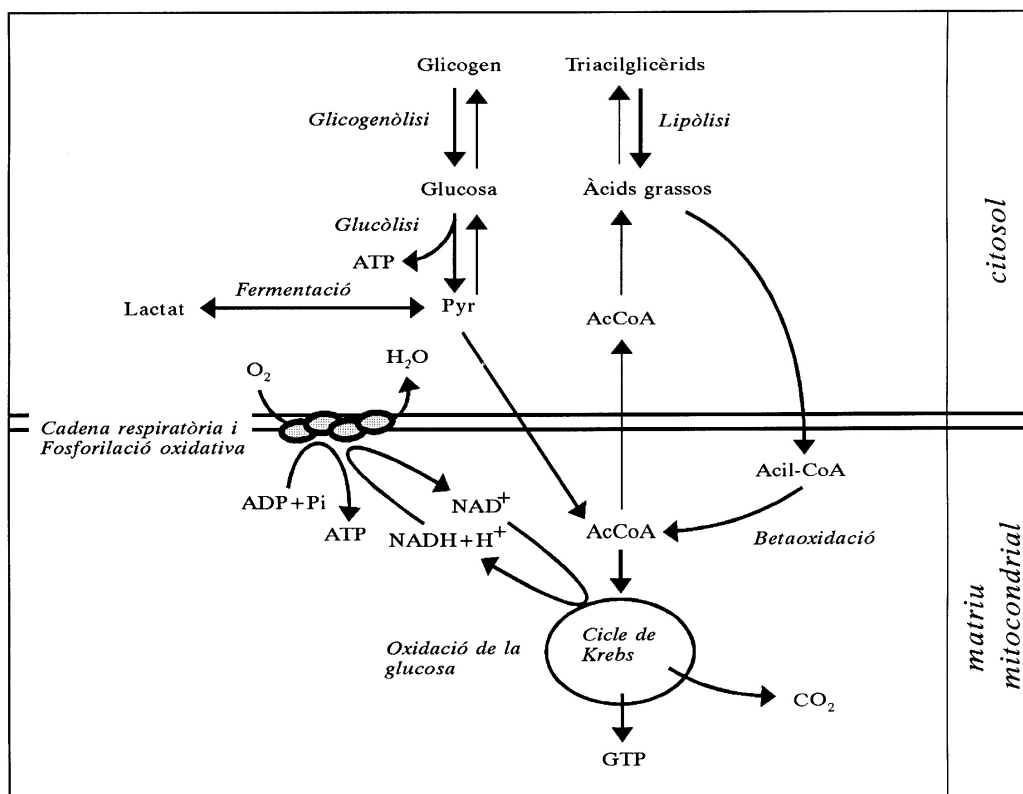 Glicogen
Triacilglicèrids
Glicogenòlisi
Lipòlisi
Glucosa
Àcids grassos
Glucòlisi
ATP
Fermentació
Lactat
Pyr
AcCoA
citosol
O2
H2O
Cadena respiratòria i
Fosforilació oxidativa
Acil-CoA
ADP+Pi
NAD+
ATP
NADH+H+
AcCoA
Betaoxidació
Oxidació de la
glucosa
Cicle de
Krebs
CO2
GTP
matriu
mitocondrial